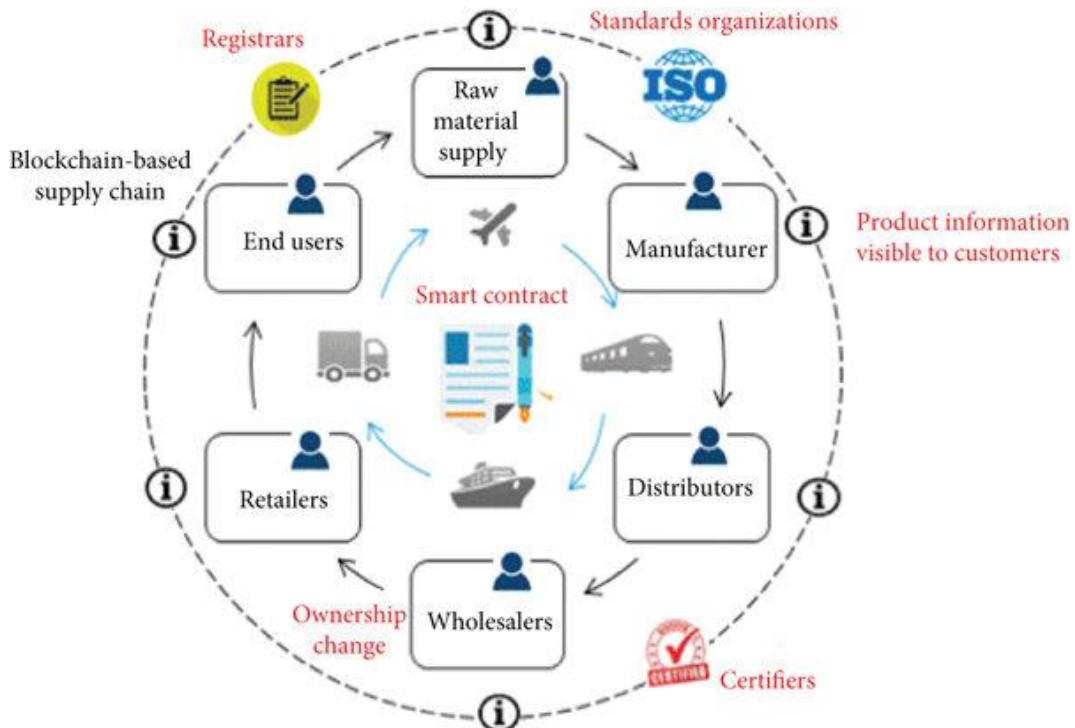 Registrars
Standards organizations
ISO
Raw
material
supply
Blockchain-based
supply chain
End users
Manufacturer
Product information
visible to customers
Smart contract
Retailers
Distributors
Ownership
change
Wholesalers
CERTIFIED
Certifiers
i
i
i
i
i
i